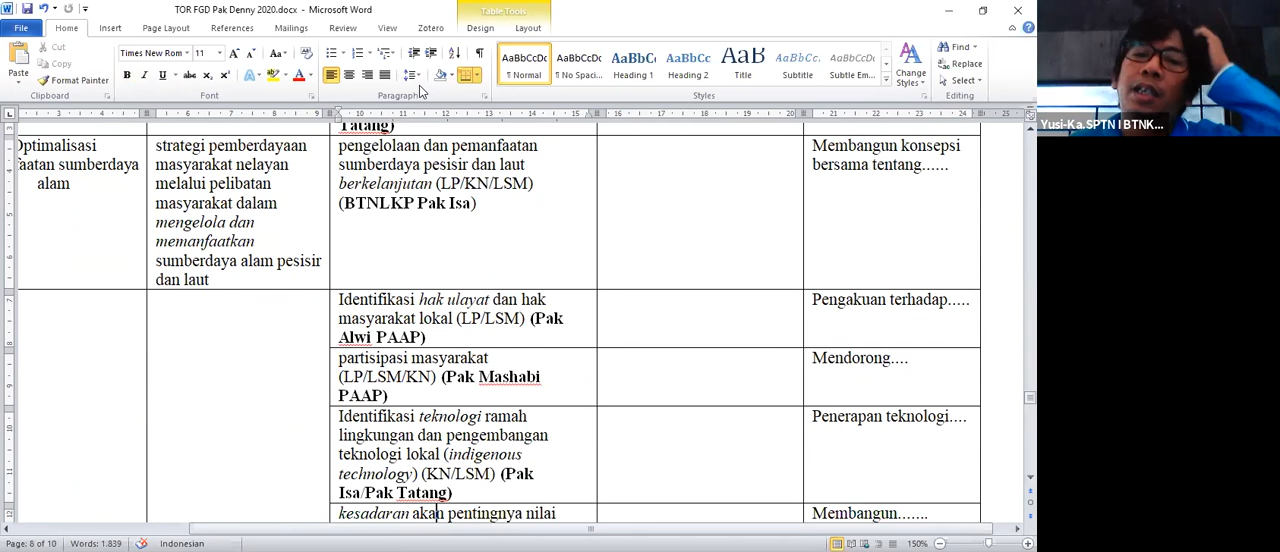 TOR FGD Pak Denny 2020.docx - Microsoft Word
Table Tools
File
Home
Insert
Page Layout
References
Mailings
Review
View
Zotero
Design
Layout
Paste
Cut
Copy
Format Painter
Clipboard
Times New Rom
11
Font
Paragraph
AaBbCcDc
¶ Normal
AaBbCcDc
¶ No Spaci...
AaBbCc
Heading 1
AaBbCc
Heading 2
AaB
Title
AaBbCc.
Subtitle
AaBbCcDc
Subtle Em...
Change
Styles
Styles
Find
Replace
Select
Editing
Yusi-Ka.SPTN I BTNK...
Tatang)
Optimalisasi
faatan sumberdaya
alam
strategi pemberdayaan
masyarakat nelayan
melalui pelibatan
masyarakat dalam
mengelola dan
memanfaatkan
sumberdaya alam pesisir
dan laut
pengelolaan dan pemanfaatan
sumberdaya pesisir dan laut
berkelanjutan (LP/KN/LSM)
(BTNLKP Pak Isa)
Membangun konsepsi
bersama tentang......
Identifikasi hak ulayat dan hak
masyarakat lokal (LP/LSM) (Pak
Alwi PAAP)
Pengakuan terhadap.....
partisipasi masyarakat
(LP/LSM/KN) (Pak Mashabi
PAAP)
Mendorong....
Identifikasi teknologi ramah
lingkungan dan pengembangan
teknologi lokal (indigenous
technology) (KN/LSM) (Pak
Isa/Pak Tatang)
Penerapan teknologi....
kesadaran akan pentingnya nilai
Membangun.......
Page: 8 of 10
Words: 1.839
Indonesian
150%